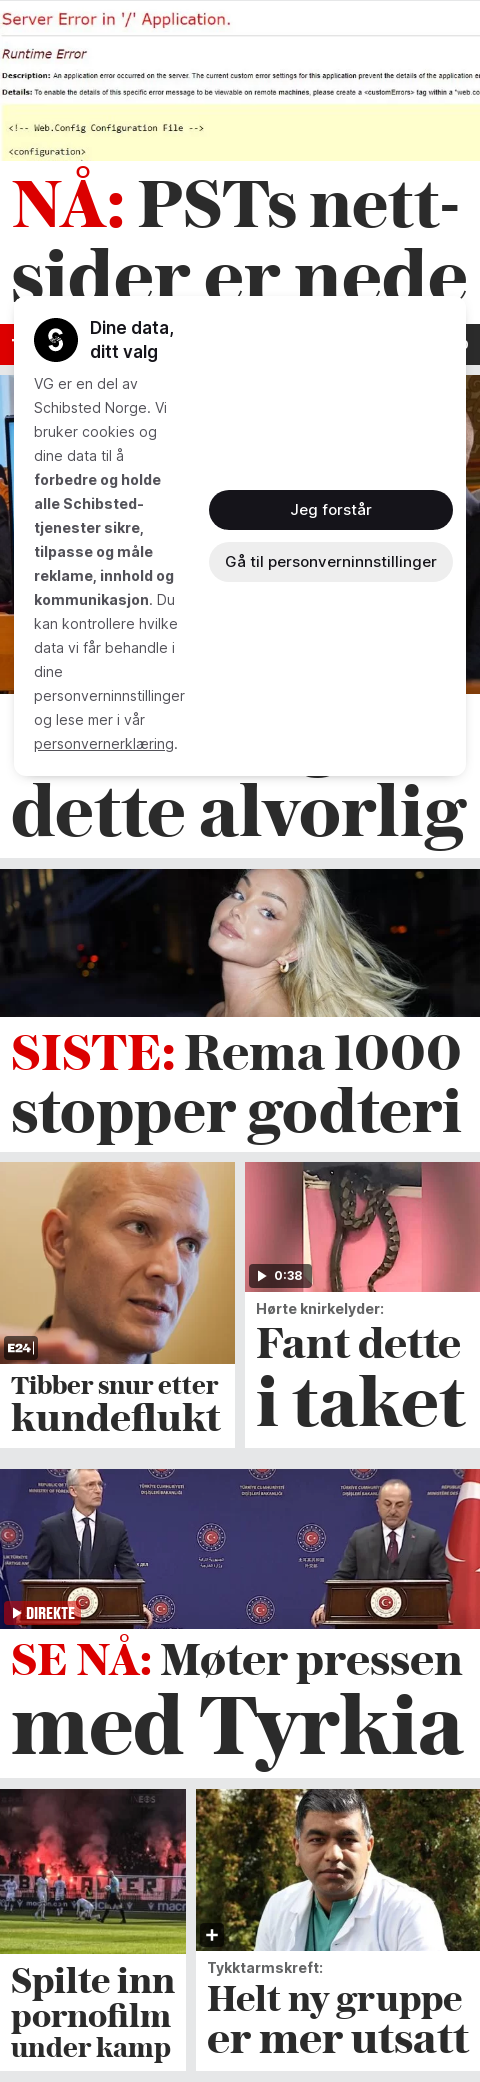 Server Error in '/' Application.
Runtime Error
Description: An application error occurred on the server. The current custom error settings for this application prevent the details of the application
Details: To enable the details of this specific error message to be viewable on remote machines, please create a <customErrors> tag within a "web.co
<!-- Web.Config Configuration File -->
<configuration>
NÅ: PSTs nett-
sider er nede
Dine data,
ditt valg
VG er en del av
Schibsted Norge. Vi
bruker cookies og
dine data til å
forbedre og holde
alle Schibsted-
tjenester sikre,
tilpasse og måle
reklame, innhold og
kommunikasjon. Du
kan kontrollere hvilke
data vi får behandle i
dine
personverninnstillinger
og lese mer i vår
personvernerklæring.
Jeg forstår
Gå til personverninnstillinger
dette alvorlig
SISTE: Rema 1000
stopper godteri
E24
Tibber snur etter
kundeflukt
0:38
Hørte knirkelyder:
Fant dette
i taket
DIREKTE
SE NÅ: Møter pressen
med Tyrkia
Spilte inn
pornofilm
under kamp
Tykktarmskreft:
Helt ny gruppe
er mer utsatt